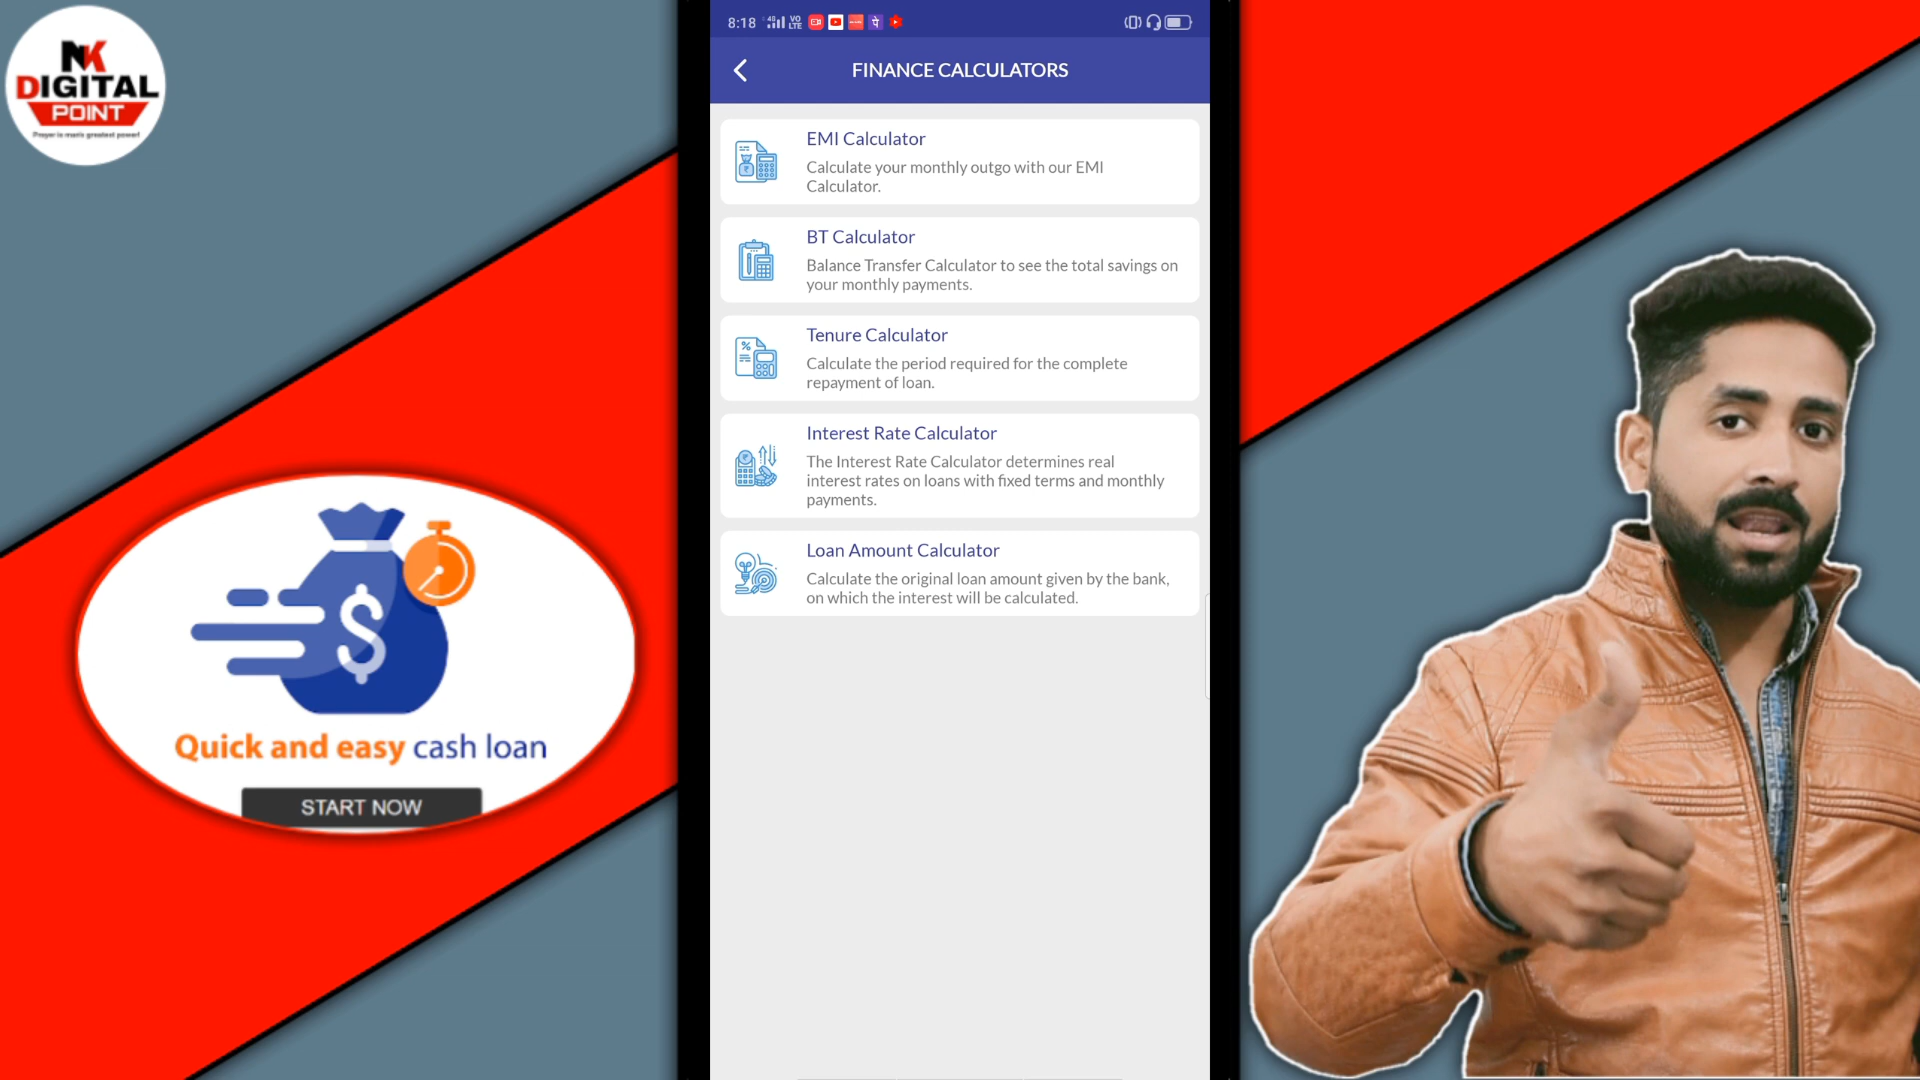 NK
DIGITAL
POINT
Prayer is man's greatest power!
8:18
4G
VO
LTE
FINANCE CALCULATORS
EMI Calculator
Calculate your monthly outgo with our EMI
Calculator.
BT Calculator
Balance Transfer Calculator to see the total savings on
your monthly payments.
Tenure Calculator
Calculate the period required for the complete
repayment of loan.
Interest Rate Calculator
The Interest Rate Calculator determines real
interest rates on loans with fixed terms and monthly
payments.
Loan Amount Calculator
Calculate the original loan amount given by the bank,
on which the interest will be calculated.
Quick and easy cash loan
START NOW